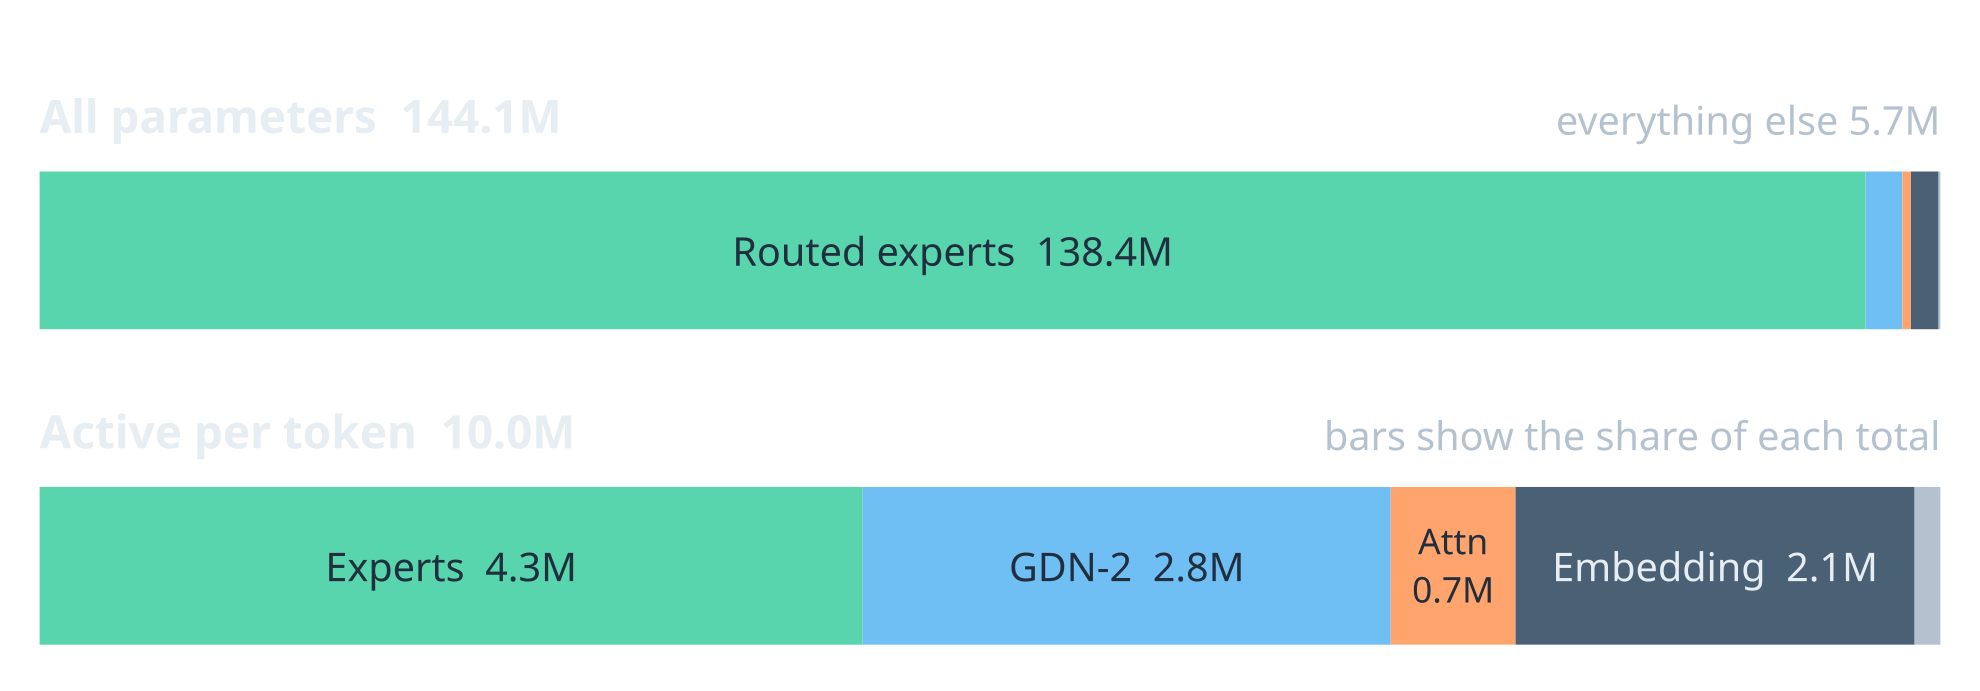 All parameters 144.1M
everything else 5.7M
Routed experts 138.4M
Active per token 10.0M
bars show the share of each total
Experts 4.3M
GDN-2 2.8M
Attn
0.7M
Embedding 2.1M